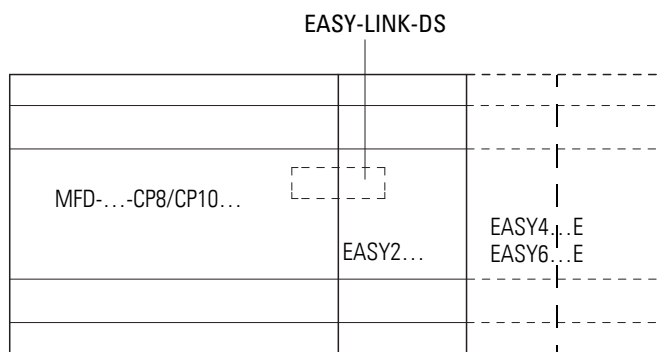 EASY-LINK-DS
MFD-…-CP8/CP10…
EASY2…
EASY4…E
EASY6…E